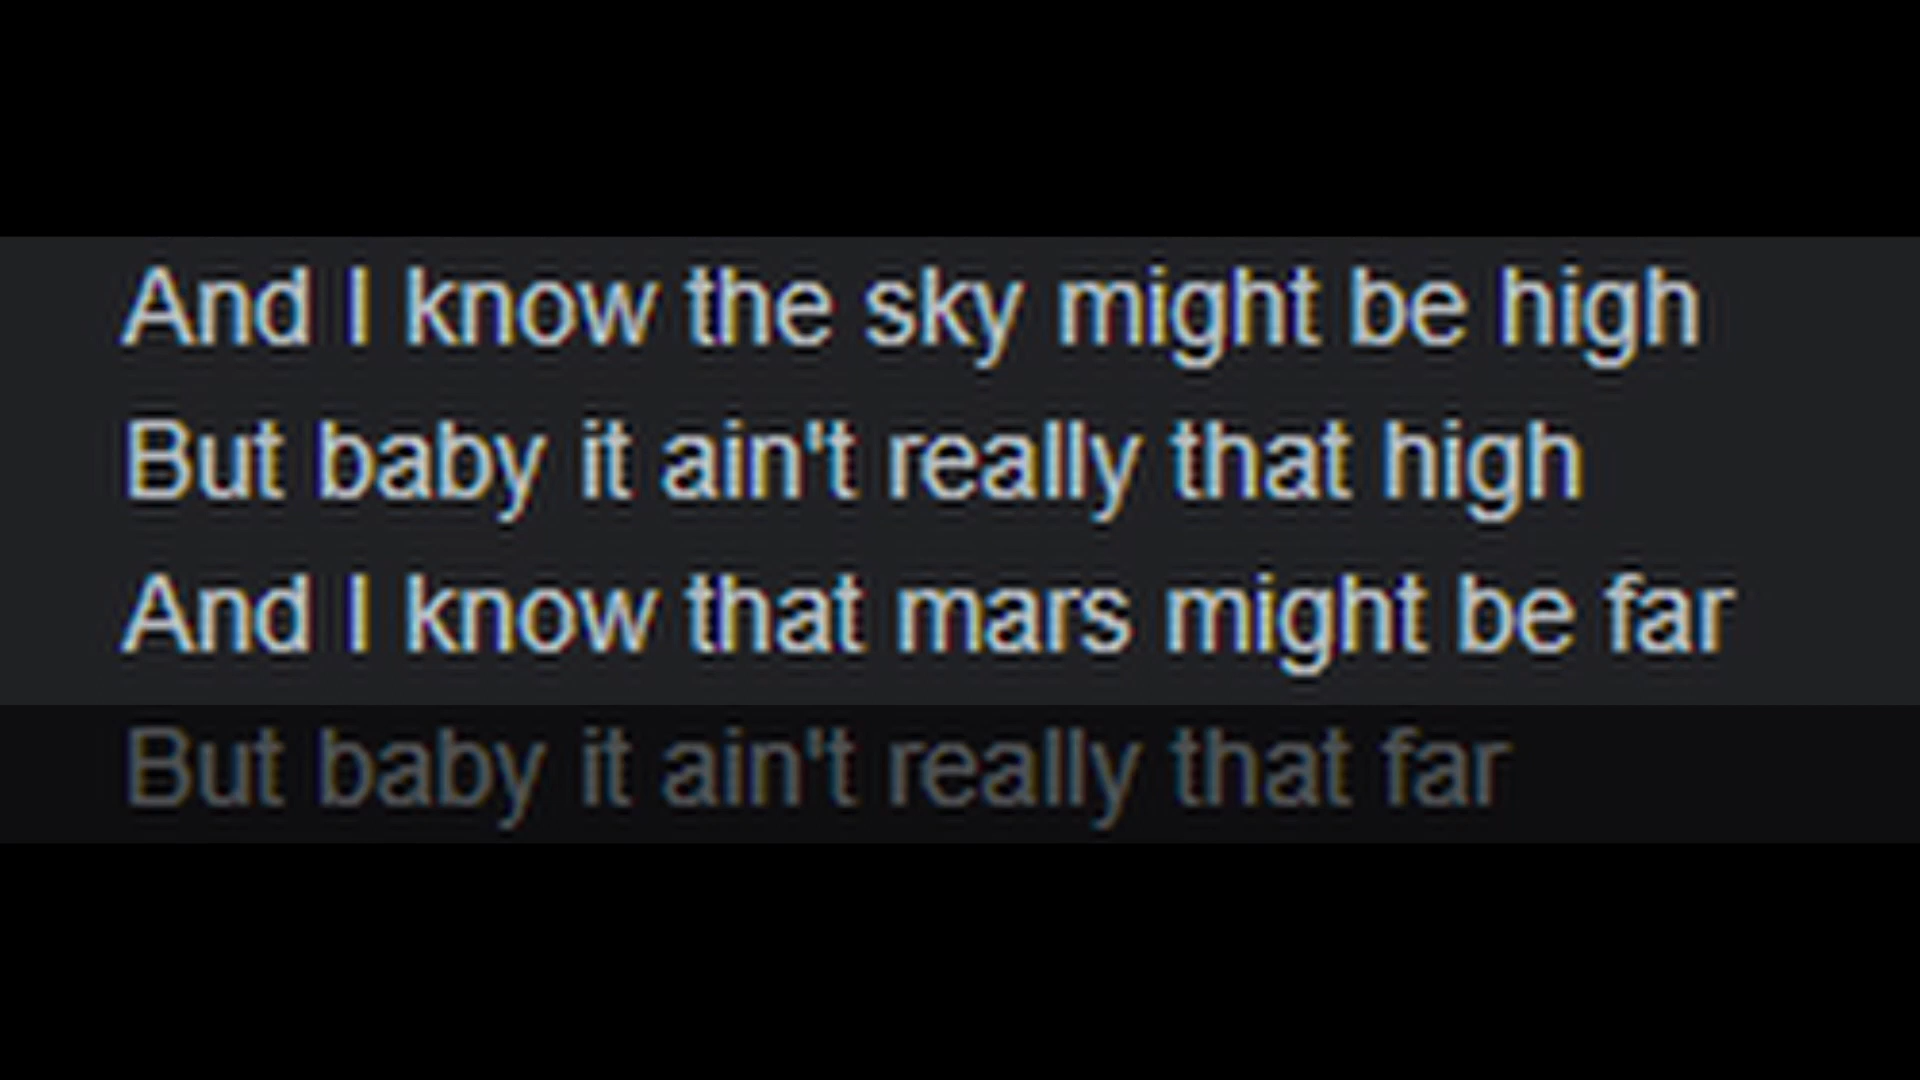 And I know the sky might be high
But baby it ain't really that high
And I know that mars might be far
But baby it ain't really that far